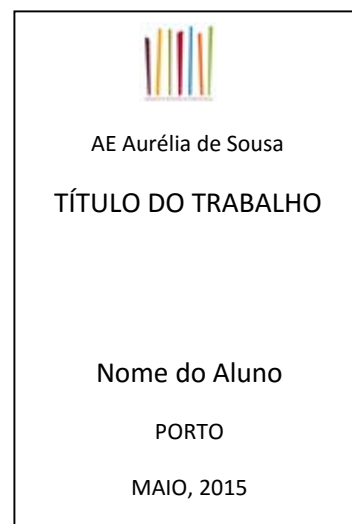 AE Aurélia de Sousa
TÍTULO DO TRABALHO
Nome do Aluno
PORTO
MAIO, 2015